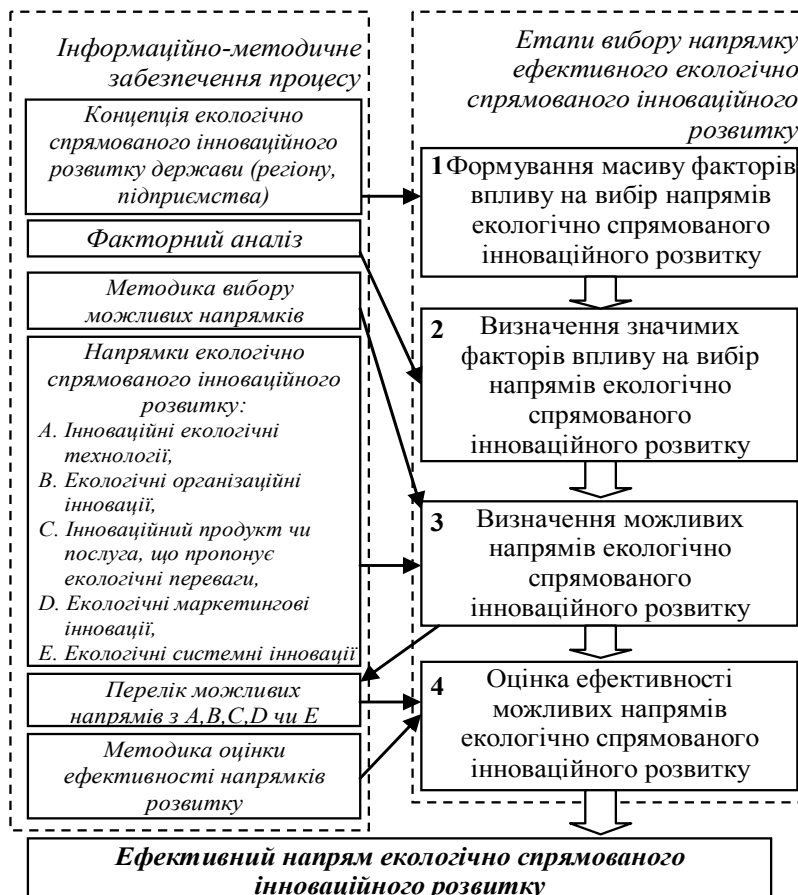 Інформаційно-методичне
забезпечення процесу
Концепція екологічно
спрямованого інноваційного
розвитку держави (регіону,
підприємства)
Факторний аналіз
Методика вибору
можливих напрямків
Напрямки екологічно
спрямованого інноваційного
розвитку:
A. Інноваційні екологічні
технології,
B. Екологічні організаційні
інновації,
C. Інноваційний продукт чи
послуга, що пропонує
екологічні переваги,
D. Екологічні маркетингові
інновації,
E. Екологічні системні інновації
Перелік можливих
напрямів з A,B,C,D чи E
Методика оцінки
ефективності напрямків
розвитку
Етапи вибору напрямку
ефективного екологічно
спрямованого інноваційного
розвитку
1 Формування масиву факторів
впливу на вибір напрямів
екологічно спрямованого
інноваційного розвитку
2 Визначення значимих
факторів впливу на вибір
напрямів екологічно
спрямованого
інноваційного розвитку
3 Визначення можливих
напрямів екологічно
спрямованого
інноваційного розвитку
4 Оцінка ефективності
можливих напрямів
екологічно спрямованого
інноваційного розвитку
Ефективний напрям екологічно спрямованого
інноваційного розвитку